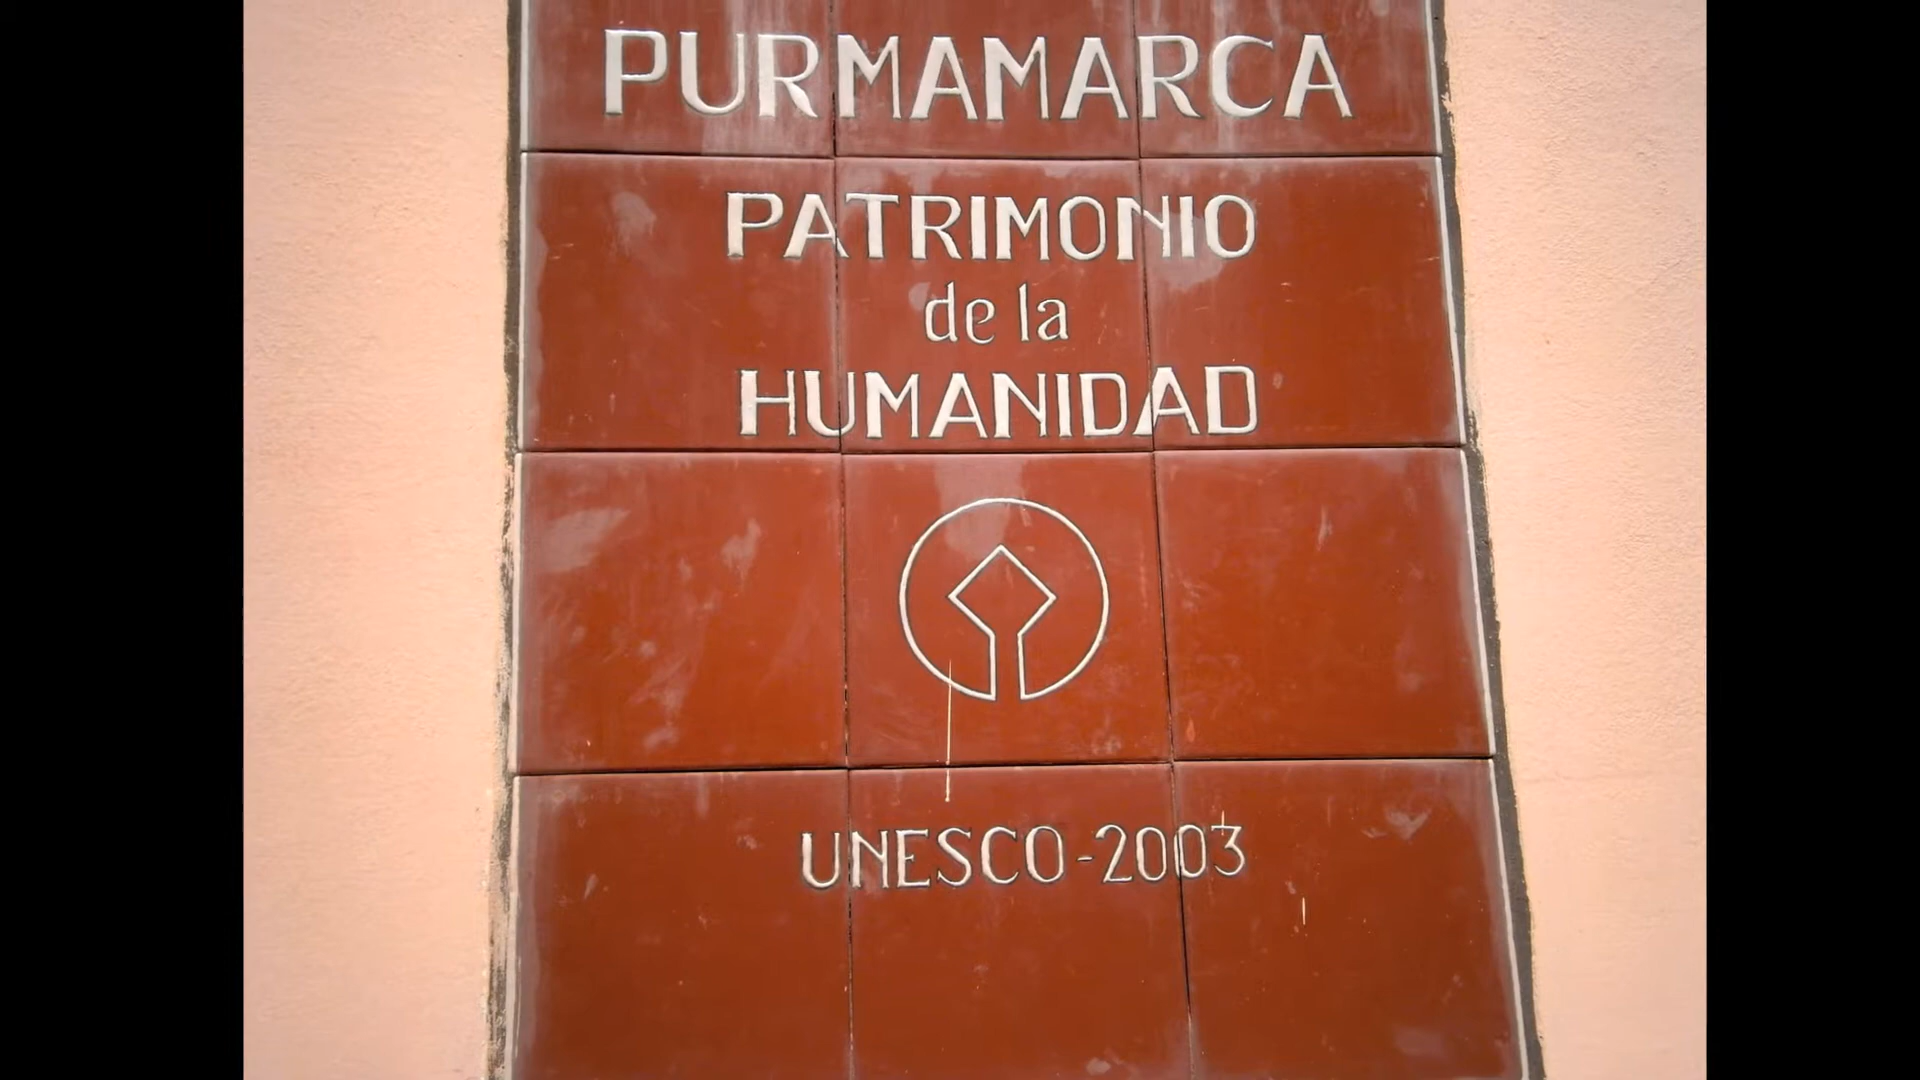 PURMAMARCA
PATRIMONIO
de la
HUMANIDAD
UNESCO-2003